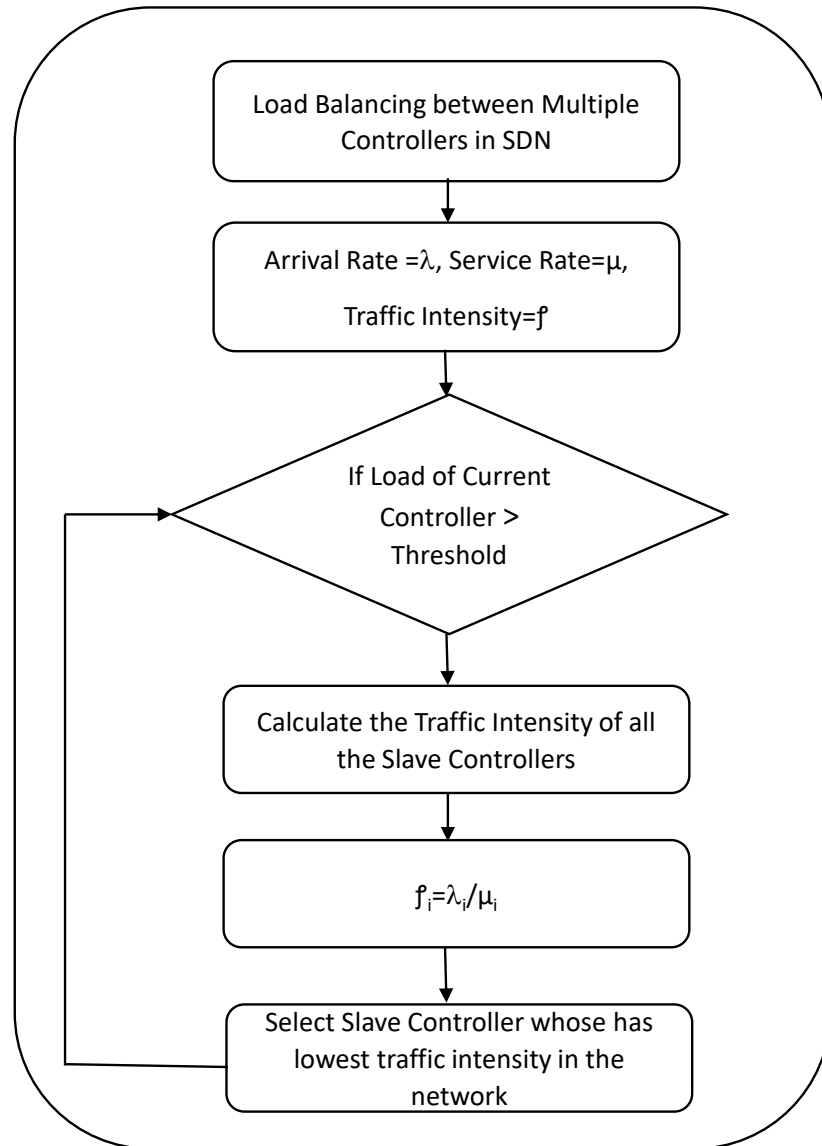 Load Balancing between Multiple
Controllers in SDN
Arrival Rate =λ, Service Rate=µ,
Traffic Intensity=ƒ
If Load of Current
Controller >
Threshold
Calculate the Traffic Intensity of all
the Slave Controllers
ƒᵢ=λᵢ/µᵢ
Select Slave Controller whose has
lowest traffic intensity in the
network